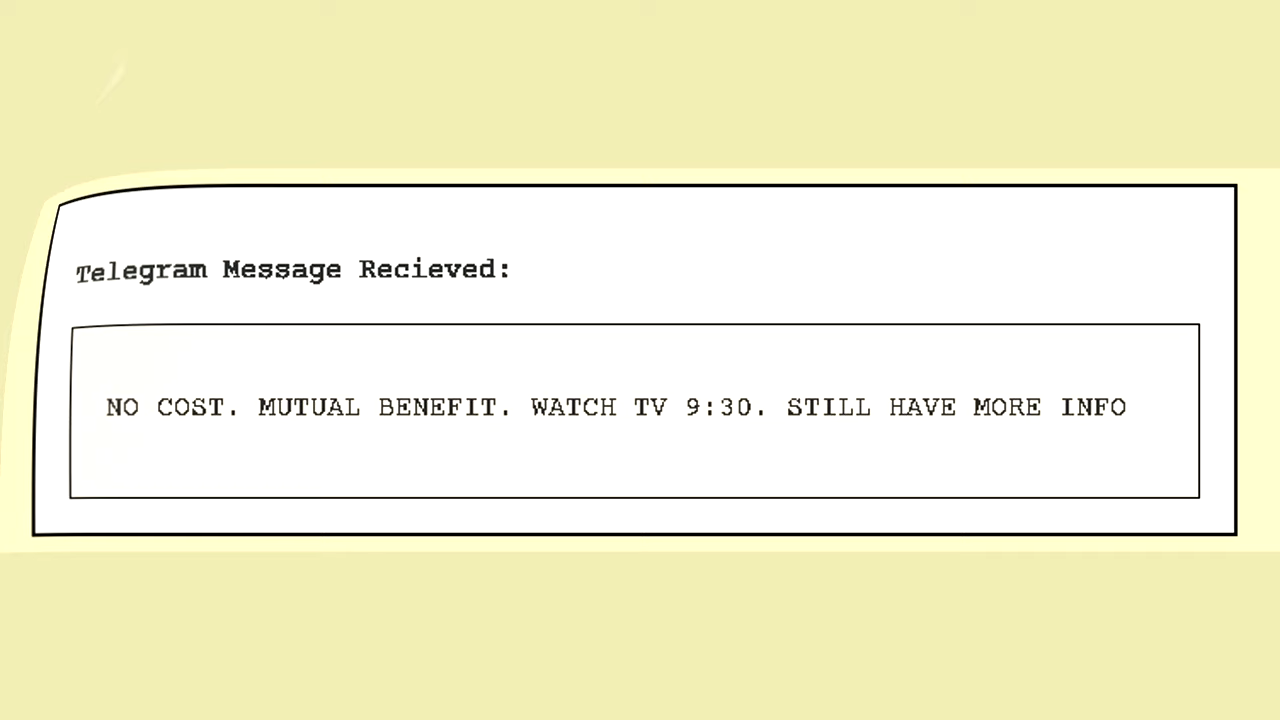 Telegram Message Recieved:
NO COST. MUTUAL BENEFIT. WATCH TV 9:30. STILL HAVE MORE INFO